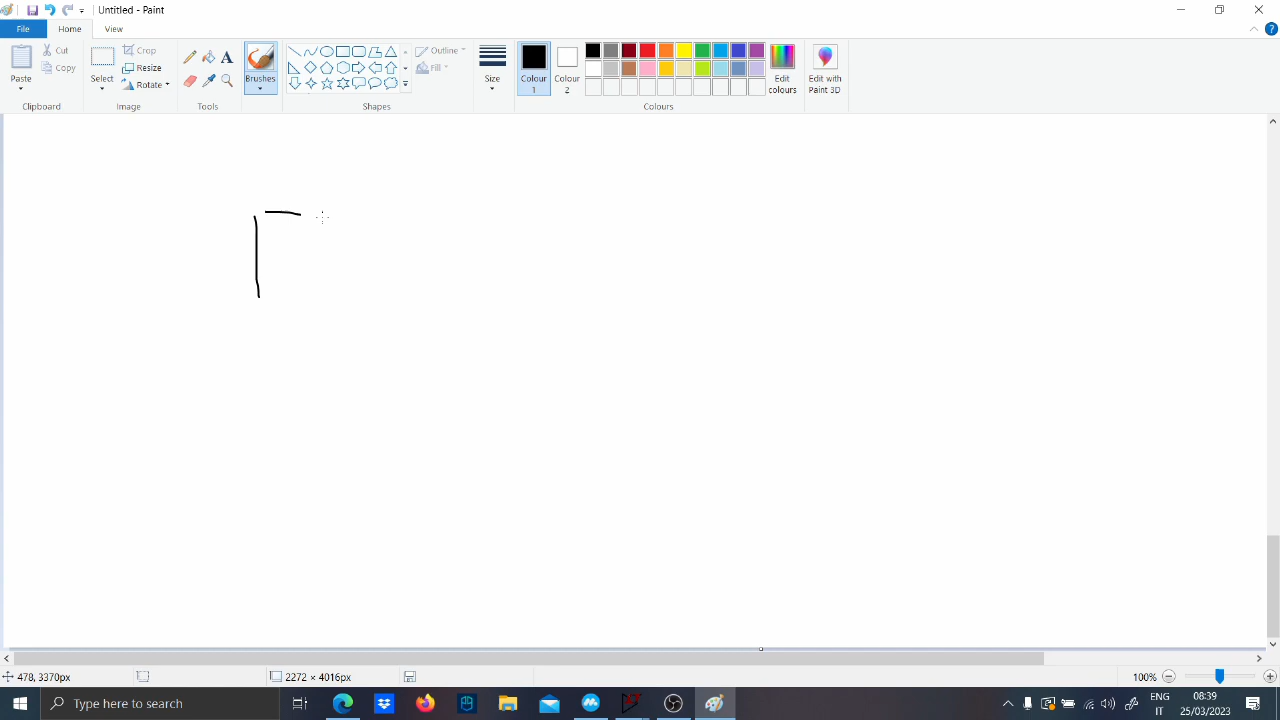 Untitled - Paint
File
Home
View
Paste
Cut
Copy
Clipboard
Select
Crop
Resize
Rotate
Image
Tools
Brushes
Shapes
Outline
Fill
Size
Colour
1
Colour
2
Colours
Edit
colours
Edit with
Paint 3D
478, 3370px
2272 × 4016px
100%
Type here to search
ENG
IT
08:39
25/03/2023